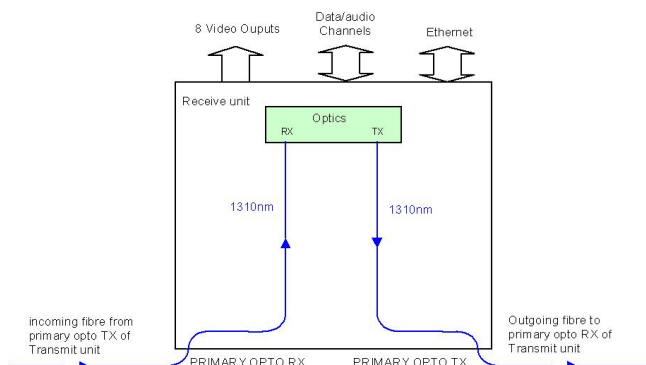 8 Video Ouputs
Data/audio
Channels
Ethernet
Receive unit
Optics
RX
TX
1310nm
1310nm
incoming fibre from
primary opto TX of
Transmit unit
Outgoing fibre to
primary opto RX of
Transmit unit
PRIMARY OPTO RX
PRIMARY OPTO TX